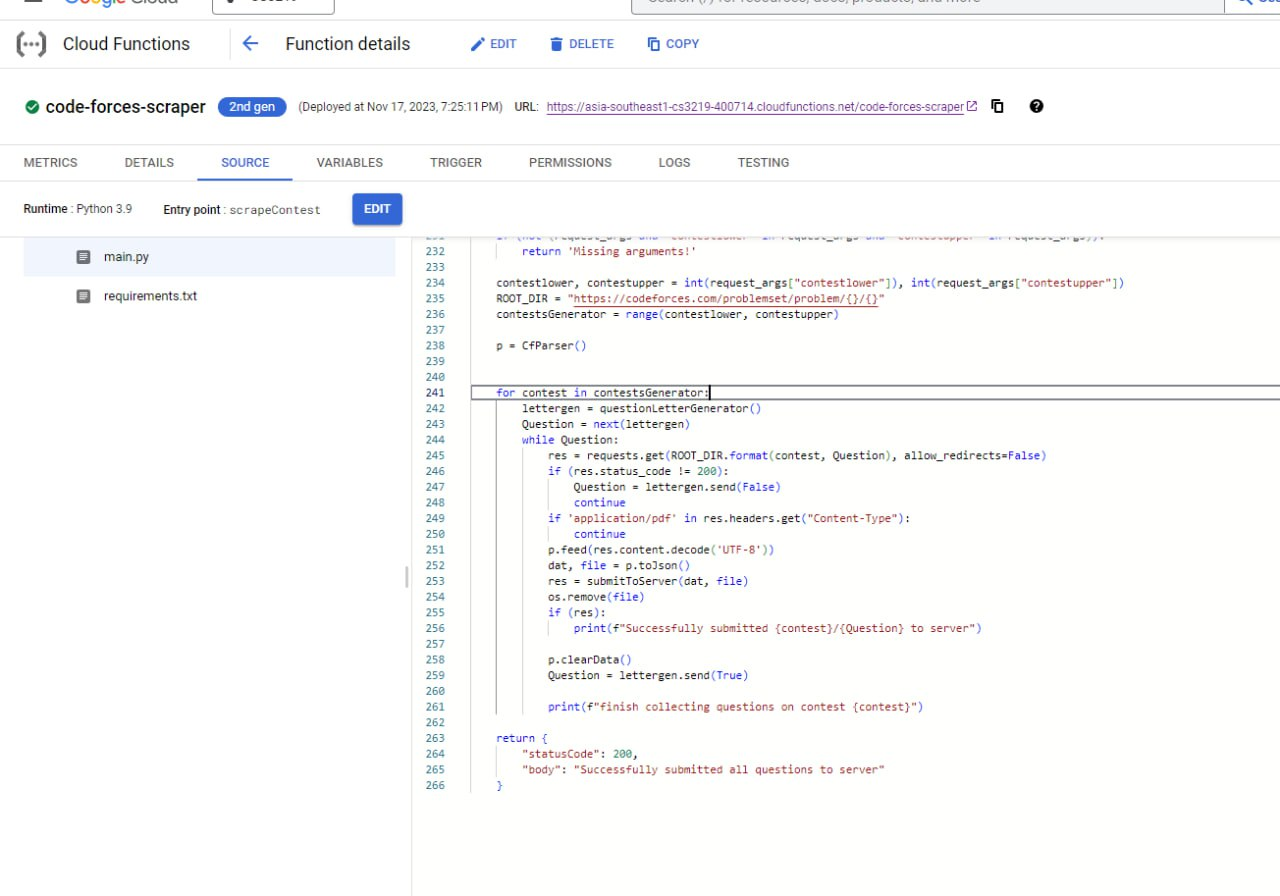 Google Cloud
Search (/) for resources, docs, products, and more
Cloud Functions
Function details
EDIT
DELETE
COPY
code-forces-scraper
2nd gen
(Deployed at Nov 17, 2023, 7:25:11 PM)
URL:
https://asia-southeast1-cs3219-400714.cloudfunctions.net/code-forces-scraper
METRICS
DETAILS
SOURCE
VARIABLES
TRIGGER
PERMISSIONS
LOGS
TESTING
Runtime : Python 3.9
Entry point : scrapeContest
EDIT
main.py
requirements.txt
232 return 'Missing arguments!'
233
234 contestlower, contestupper = int(request_args["contestlower"]), int(request_args["contestupper"])
235 ROOT_DIR = "https://codeforces.com/problemset/problem/{}/{}"
236 contestsGenerator = range(contestlower, contestupper)
237
238 p = CfParser()
239
240
241 for contest in contestsGenerator:
242 lettergen = questionLetterGenerator()
243 Question = next(lettergen)
244 while Question:
245 res = requests.get(ROOT_DIR.format(contest, Question), allow_redirects=False)
246 if (res.status_code != 200):
247 Question = lettergen.send(False)
248 continue
249 if 'application/pdf' in res.headers.get("Content-Type"):
250 continue
251 p.feed(res.content.decode('UTF-8'))
252 dat, file = p.toJson()
253 res = submitToServer(dat, file)
254 os.remove(file)
255 if (res):
256 print(f"Successfully submitted {contest}/{Question} to server")
257
258 p.clearData()
259 Question = lettergen.send(True)
260
261 print(f"finish collecting questions on contest {contest}")
262
263 return {
264 "statusCode": 200,
265 "body": "Successfully submitted all questions to server"
266 }